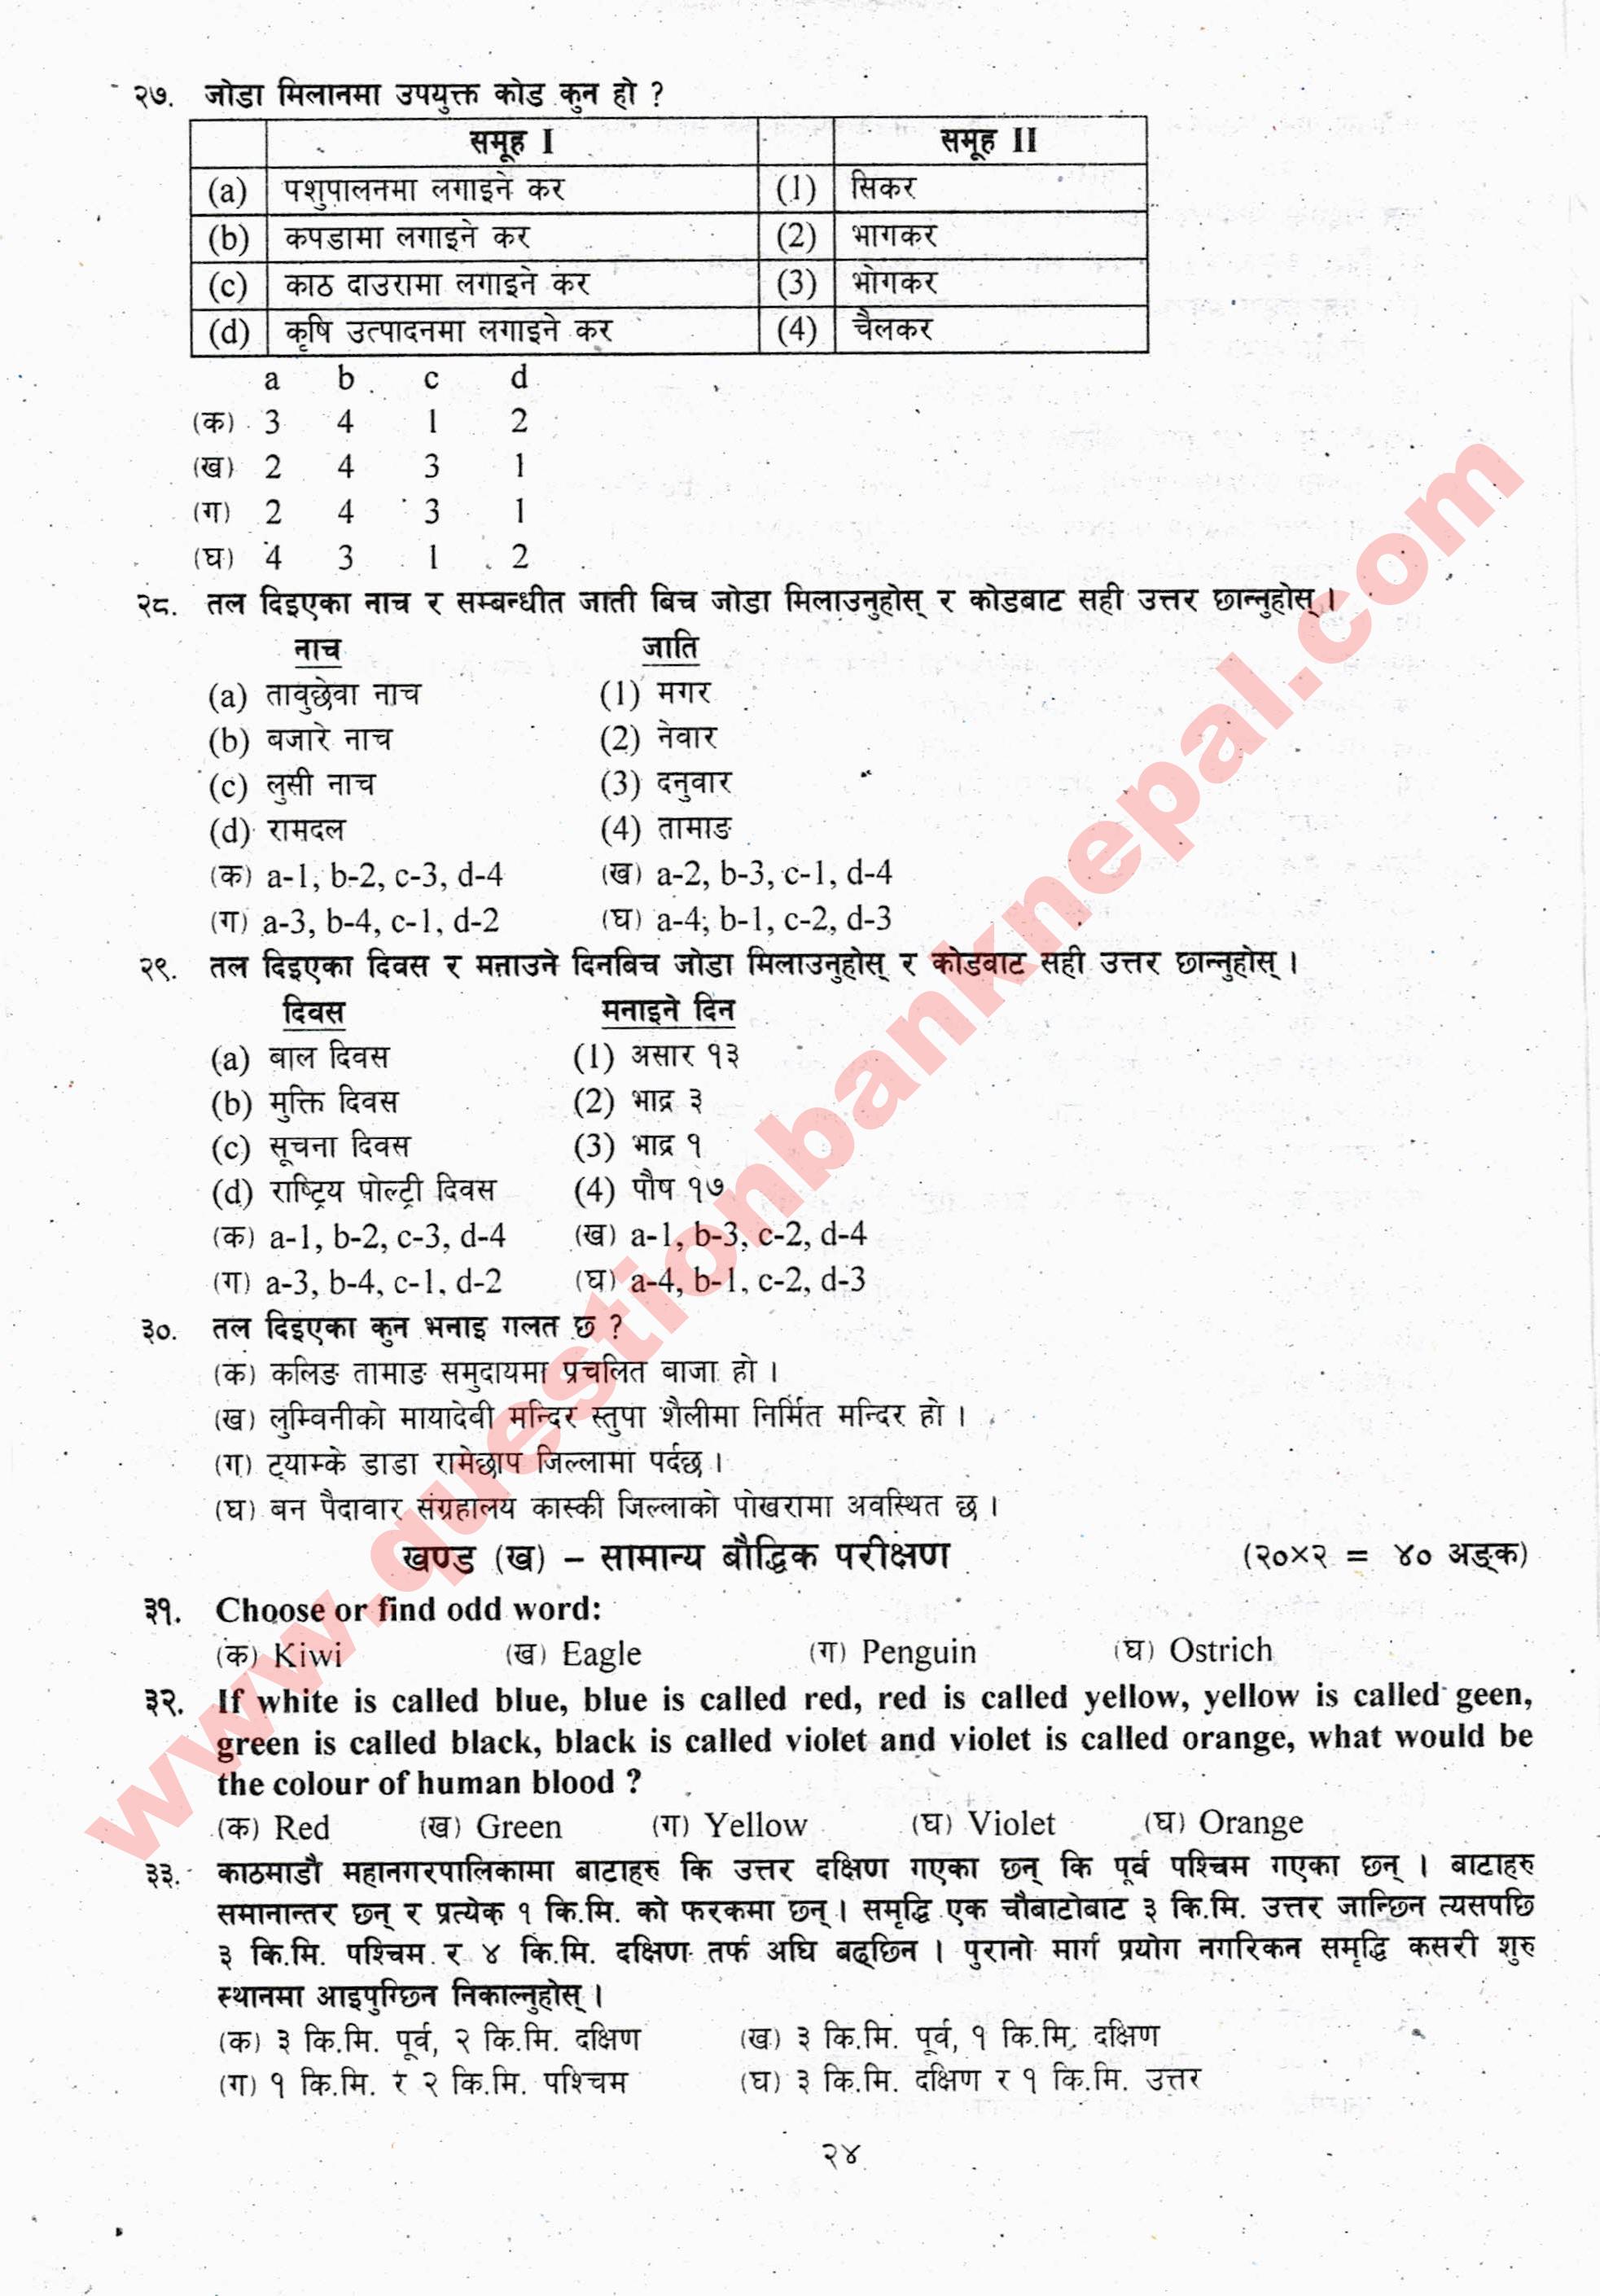 २७. जोडा मिलानमा उपयुक्त कोड कुन हो ?
समूह I समूह II
(a) पशुपालनमा लगाइने कर (1) सिकर
(b) कपडामा लगाइने कर (2) भागकर
(c) काठ दाउरामा लगाइने कर (3) भोगकर
(d) कृषि उत्पादनमा लगाइने कर (4) चैलकर
a b c d
(क) 3 4 1 2
(ख) 2 4 3 1
(ग) 2 4 3 1
(घ) 4 3 1 2
२८. तल दिइएका नाच र सम्बन्धीत जाती बिच जोडा मिलाउनुहोस् र कोडबाट सही उत्तर छान्नुहोस् ।
नाच जाति
(a) तावुछेवा नाच (1) मगर
(b) बजारे नाच (2) नेवार
(c) लुसी नाच (3) दनुवार
(d) रामदल (4) तामाङ
(क) a-1, b-2, c-3, d-4 (ख) a-2, b-3, c-1, d-4
(ग) a-3, b-4, c-1, d-2 (घ) a-4, b-1, c-2, d-3
२९. तल दिइएका दिवस र मनाउने दिनबिच जोडा मिलाउनुहोस् र कोडवाट सही उत्तर छान्नुहोस् ।
दिवस मनाइने दिन
(a) बाल दिवस (1) असार १३
(b) मुक्ति दिवस (2) भाद्र ३
(c) सूचना दिवस (3) भाद्र १
(d) राष्ट्रिय पोल्ट्री दिवस (4) पौष १७
(क) a-1, b-2, c-3, d-4 (ख) a-1, b-3, c-2, d-4
(ग) a-3, b-4, c-1, d-2 (घ) a-4, b-1, c-2, d-3
३०. तल दिइएका कुन भनाइ गलत छ ?
(क) कलिङ तामाङ समुदायमा प्रचलित बाजा हो ।
(ख) लुम्विनीको मायादेवी मन्दिर स्तुपा शैलीमा निर्मित मन्दिर हो ।
(ग) ट्याम्के डाडा रामेछाप जिल्लामा पर्दछ ।
(घ) बन पैदावार संग्रहालय कास्की जिल्लाको पोखरामा अवस्थित छ ।
खण्ड (ख) – सामान्य बौद्धिक परीक्षण (२०×२ = ४० अङ्क)
३१. Choose or find odd word:
(क) Kiwi (ख) Eagle (ग) Penguin (घ) Ostrich
३२. If white is called blue, blue is called red, red is called yellow, yellow is called geen,
green is called black, black is called violet and violet is called orange, what would be
the colour of human blood ?
(क) Red (ख) Green (ग) Yellow (घ) Violet (घ) Orange
३३. काठमाडौ महानगरपालिकामा बाटाहरु कि उत्तर दक्षिण गएका छन् कि पूर्व पश्चिम गएका छन् । बाटाहरु
समानान्तर छन् र प्रत्येक १ कि.मि. को फरकमा छन् । समृद्धि एक चौबाटोबाट ३ कि.मि. उत्तर जान्छिन त्यसपछि
३ कि.मि. पश्चिम र ४ कि.मि. दक्षिण तर्फ अघि बढ्छिन । पुरानो मार्ग प्रयोग नगरिकन समृद्धि कसरी शुरु
स्थानमा आइपुग्छिन निकाल्नुहोस् ।
(क) ३ कि.मि. पूर्व, २ कि.मि. दक्षिण (ख) ३ कि.मि. पूर्व, १ कि.मि. दक्षिण
(ग) १ कि.मि. र २ कि.मि. पश्चिम (घ) ३ कि.मि. दक्षिण र १ कि.मि. उत्तर
२४
www.questionbanknepal.com